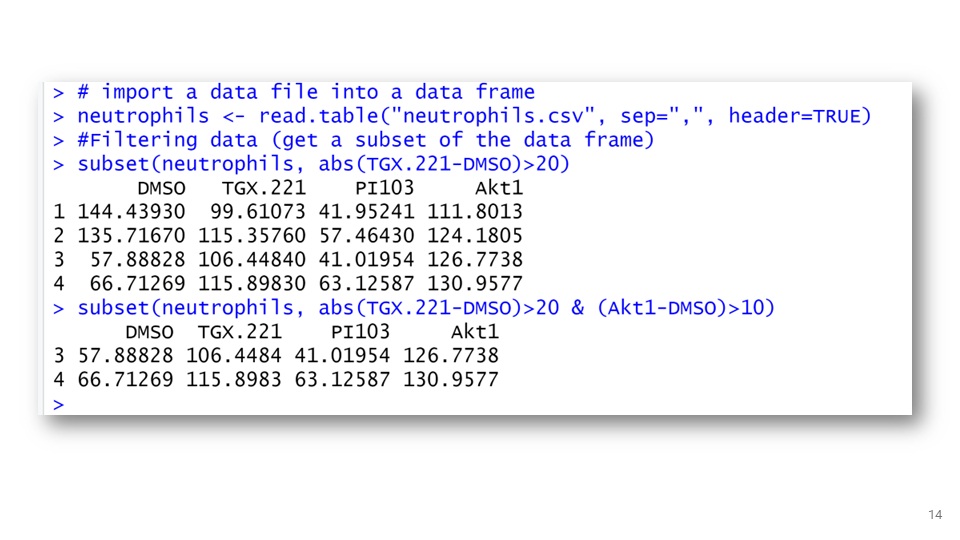 > # import a data file into a data frame
> neutrophils <- read.table("neutrophils.csv", sep=",", header=TRUE)
> #Filtering data (get a subset of the data frame)
> subset(neutrophils, abs(TGX.221-DMSO)>20)
DMSO TGX.221 PI103 Akt1
1 144.43930 99.61073 41.95241 111.8013
2 135.71670 115.35760 57.46430 124.1805
3 57.88828 106.44840 41.01954 126.7738
4 66.71269 115.89830 63.12587 130.9577
> subset(neutrophils, abs(TGX.221-DMSO)>20 & (Akt1-DMSO)>10)
DMSO TGX.221 PI103 Akt1
3 57.88828 106.4484 41.01954 126.7738
4 66.71269 115.8983 63.12587 130.9577
>
14